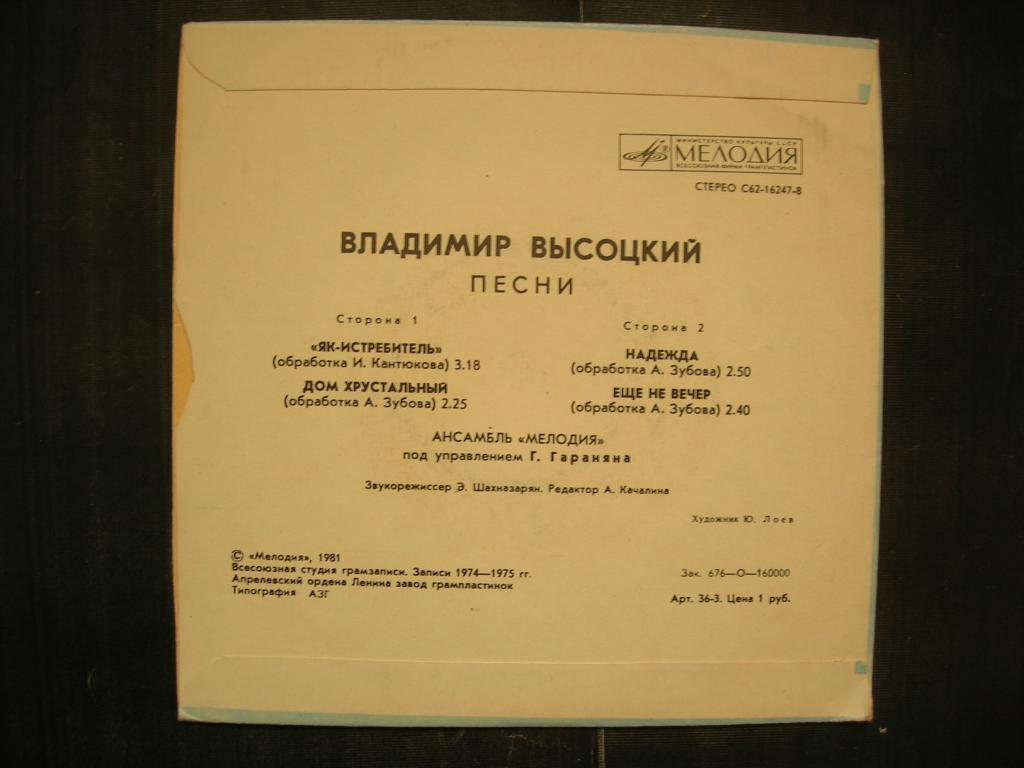 МИНИСТЕРСТВО КУЛЬТУРЫ СССР
МЕЛОДИЯ
ВСЕСОЮЗНАЯ ФИРМА ГРАМПЛАСТИНОК
СТЕРЕО С62-16247-8
ВЛАДИМИР ВЫСОЦКИЙ
ПЕСНИ
Сторона 1
«ЯК-ИСТРЕБИТЕЛЬ»
(обработка И. Кантюкова) 3.18
ДОМ ХРУСТАЛЬНЫЙ
(обработка А. Зубова) 2.25
Сторона 2
НАДЕЖДА
(обработка А. Зубова) 2.50
ЕЩЕ НЕ ВЕЧЕР
(обработка А. Зубова) 2.40
АНСАМБЛЬ «МЕЛОДИЯ»
под управлением Г. Гараняна
Звукорежиссер Э. Шахназарян. Редактор А. Качалина
Художник Ю. Лоев
© «Мелодия», 1981
Всесоюзная студия грамзаписи. Записи 1974—1975 гг.
Апрелевский ордена Ленина завод грампластинок
Типография АЗГ
Зак. 676—О—160000
Арт. 36-3. Цена 1 руб.